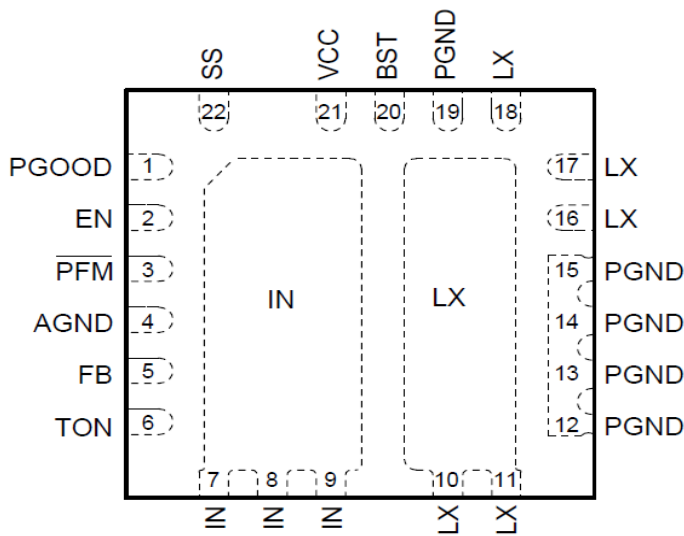 SS VCC BST PGND LX
22 21 20 19 18
PGOOD 1 17 LX
EN 2 16 LX
PFM 3 15 PGND
IN LX
AGND 4 14 PGND
FB 5 13 PGND
TON 6 12 PGND
7 8 9 10 11
IN IN IN LX LX